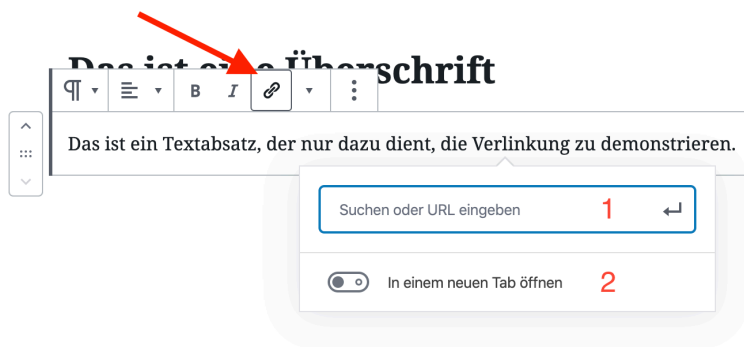 Das ist eine Überschrift
B I
Das ist ein Textabsatz, der nur dazu dient, die Verlinkung zu demonstrieren.
Suchen oder URL eingeben 1
In einem neuen Tab öffnen 2